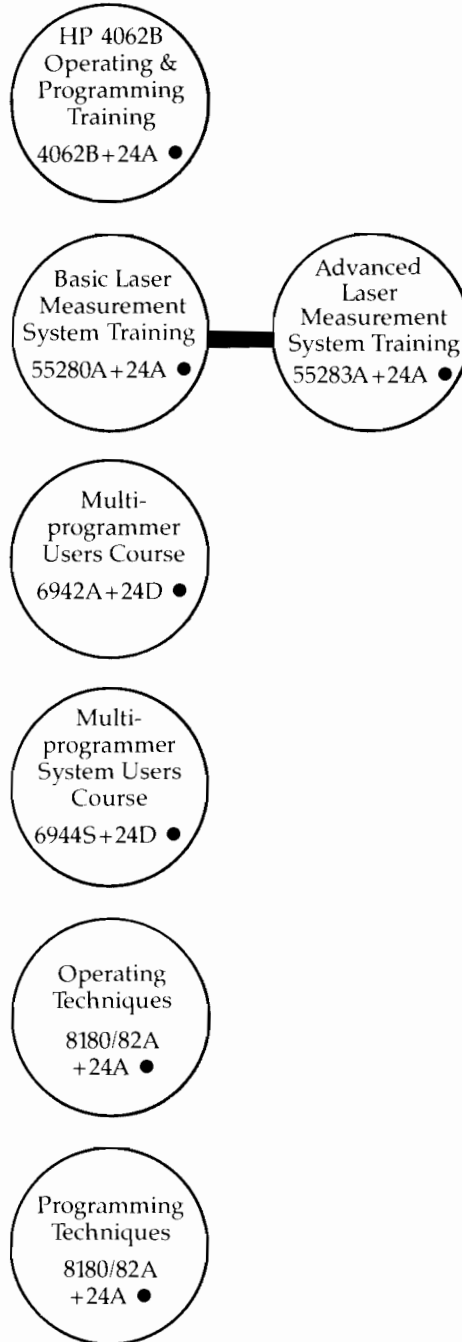 HP 4062B
Operating &
Programming
Training
4062B+24A ●
Basic Laser
Measurement
System Training
55280A+24A ●
Advanced
Laser
Measurement
System Training
55283A+24A ●
Multi-
programmer
Users Course
6942A+24D ●
Multi-
programmer
System Users
Course
6944S+24D ●
Operating
Techniques
8180/82A
+24A ●
Programming
Techniques
8180/82A
+24A ●